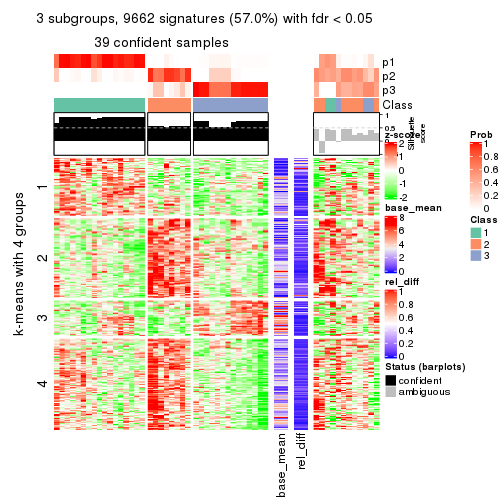 3 subgroups, 9662 signatures (57.0%) with fdr < 0.05
39 confident samples
p1
p2
p3
Class
1
0.5
0
Silhouette
score
k-means with 4 groups
1
2
3
4
base_mean
rel_diff
z-score
2
1
0
-1
-2
base_mean
8
6
4
2
0
rel_diff
1
0.8
0.6
0.4
0.2
0
Status (barplots)
confident
ambiguous
Prob
1
0.8
0.6
0.4
0.2
0
Class
1
2
3